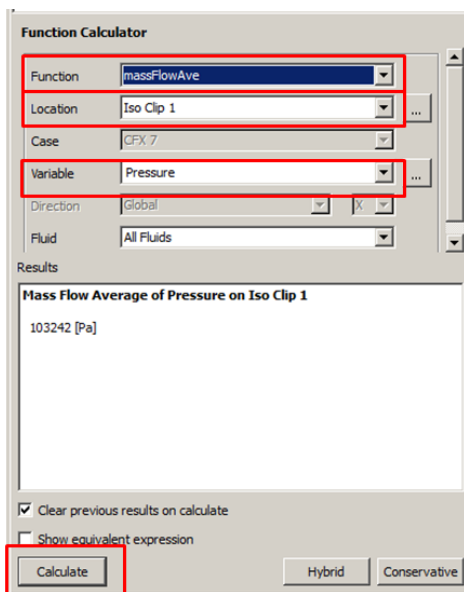 Function Calculator
Function massFlowAve
Location Iso Clip 1 ...
Case CFX 7
Variable Pressure ...
Direction Global X
Fluid All Fluids
Results
Mass Flow Average of Pressure on Iso Clip 1
103242 [Pa]
Clear previous results on calculate
Show equivalent expression
Calculate Hybrid Conservative